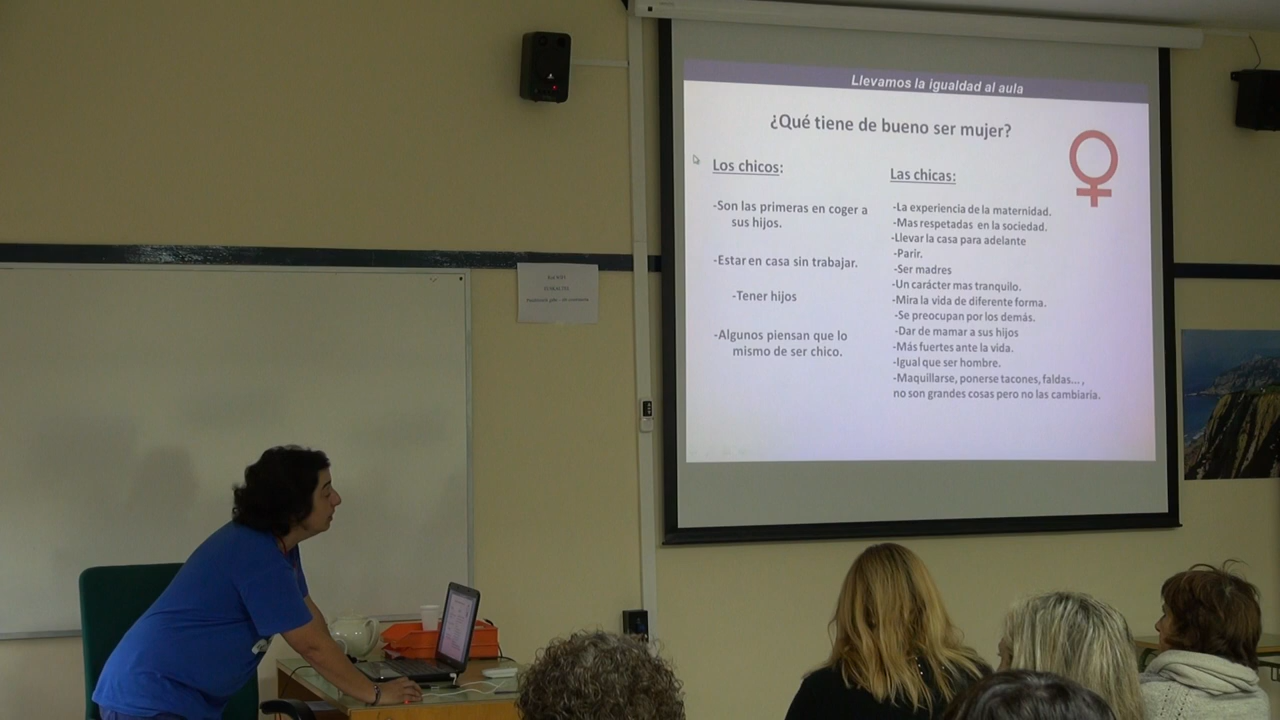 Llevamos la igualdad al aula
¿Qué tiene de bueno ser mujer?
Los chicos:
-Son las primeras en coger a
sus hijos.
-Estar en casa sin trabajar.
-Tener hijos
-Algunos piensan que lo
mismo de ser chico.
Las chicas:
-La experiencia de la maternidad.
-Mas respetadas en la sociedad.
-Llevar la casa para adelante
-Parir.
-Ser madres
-Un carácter mas tranquilo.
-Mira la vida de diferente forma.
-Se preocupan por los demás.
-Dar de mamar a sus hijos
-Más fuertes ante la vida.
-Igual que ser hombre.
-Maquillarse, ponerse tacones, faldas... ,
no son grandes cosas pero no las cambiaria.